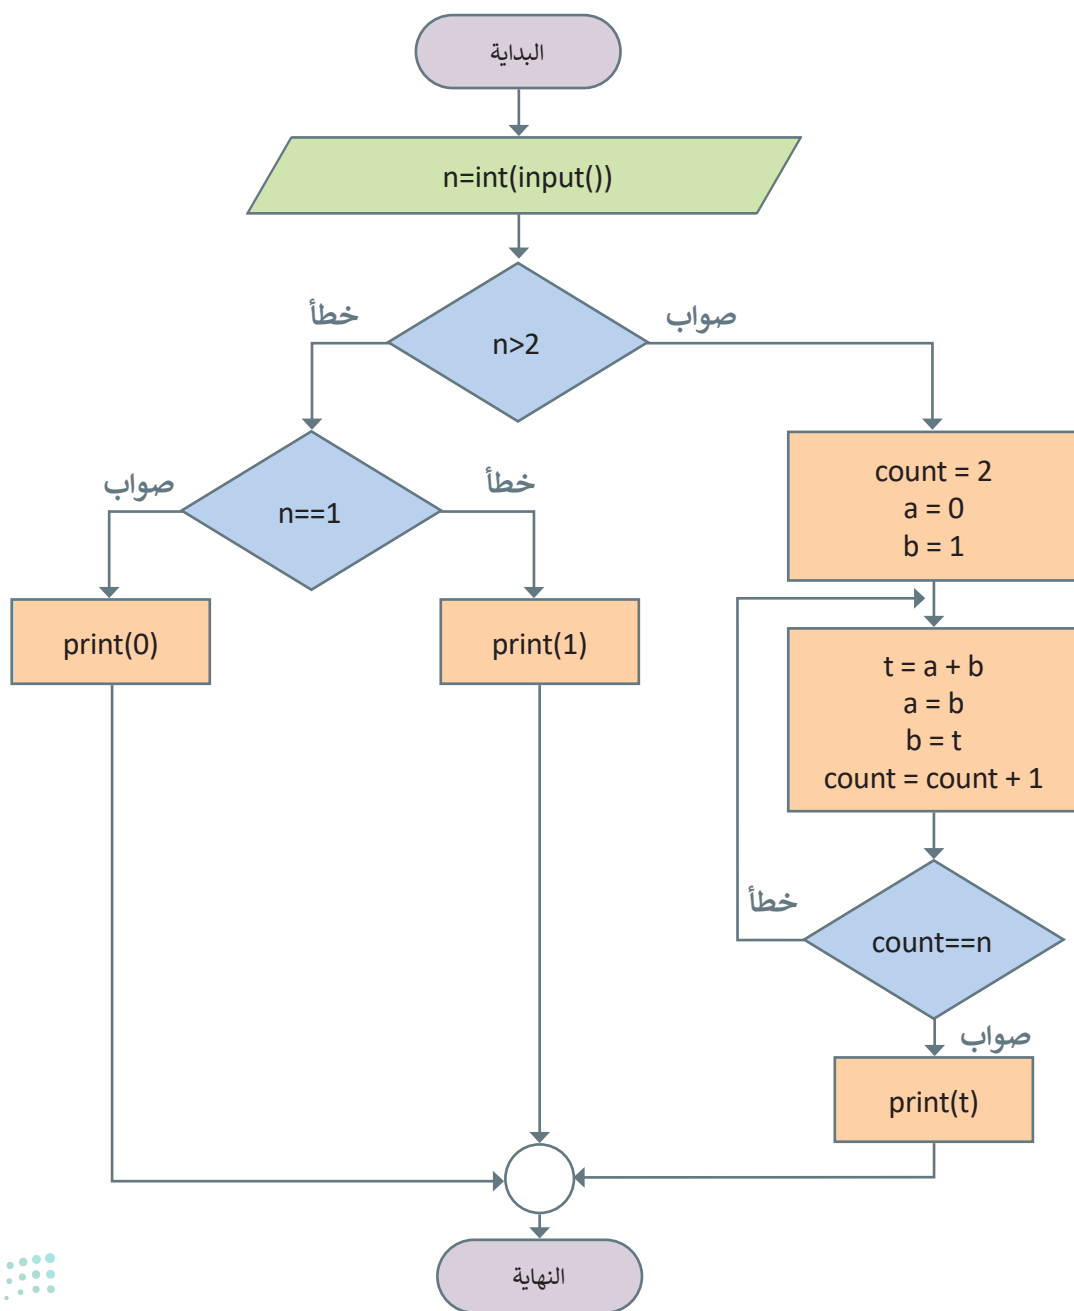 البداية
n=int(input())
خطأ
صواب
n>2
صواب
خطأ
n==1
count = 2
a = 0
b = 1
print(0)
print(1)
t = a + b
a = b
b = t
count = count + 1
خطأ
count==n
صواب
print(t)
النهاية